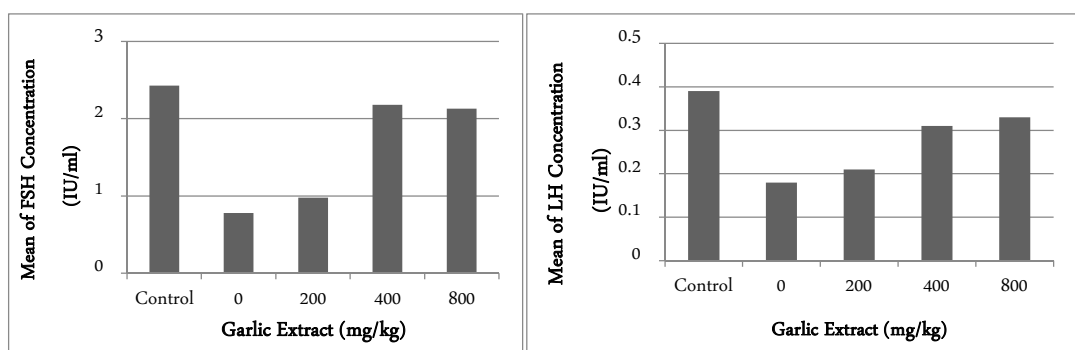 Mean of FSH Concentration
(IU/ml)
3
2
1
0
Control 0 200 400 800
Garlic Extract (mg/kg)
Mean of LH Concentration
(IU/ml)
0.5
0.4
0.3
0.2
0.1
0
Control 0 200 400 800
Garlic Extract (mg/kg)